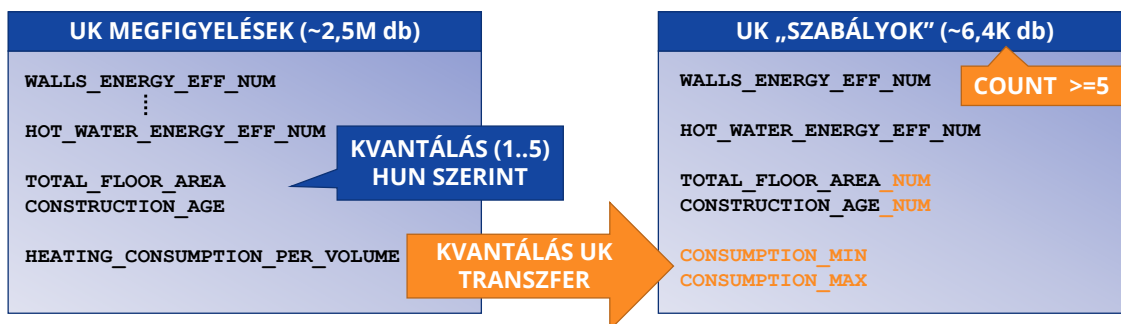 UK MEGFIGYELÉSEK (~2,5M db)
WALLS_ENERGY_EFF_NUM
HOT_WATER_ENERGY_EFF_NUM
TOTAL_FLOOR_AREA
CONSTRUCTION_AGE
HEATING_CONSUMPTION_PER_VOLUME
KVANTÁLÁS (1..5)
HUN SZERINT
KVANTÁLÁS UK
TRANSZFER
UK „SZABÁLYOK” (~6,4K db)
COUNT >=5
WALLS_ENERGY_EFF_NUM
HOT_WATER_ENERGY_EFF_NUM
TOTAL_FLOOR_AREA_NUM
CONSTRUCTION_AGE_NUM
CONSUMPTION_MIN
CONSUMPTION_MAX